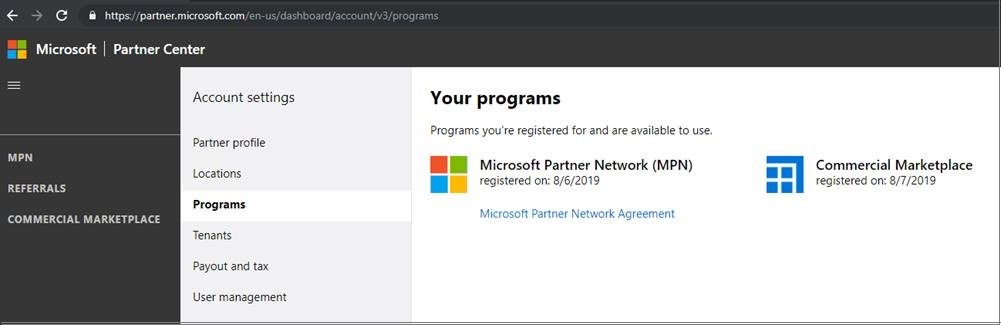 https://partner.microsoft.com/en-us/dashboard/account/v3/programs
Microsoft | Partner Center
MPN
REFERRALS
COMMERCIAL MARKETPLACE
Account settings
Partner profile
Locations
Programs
Tenants
Payout and tax
User management
Your programs
Programs you're registered for and are available to use.
Microsoft Partner Network (MPN)
registered on: 8/6/2019
Microsoft Partner Network Agreement
Commercial Marketplace
registered on: 8/7/2019